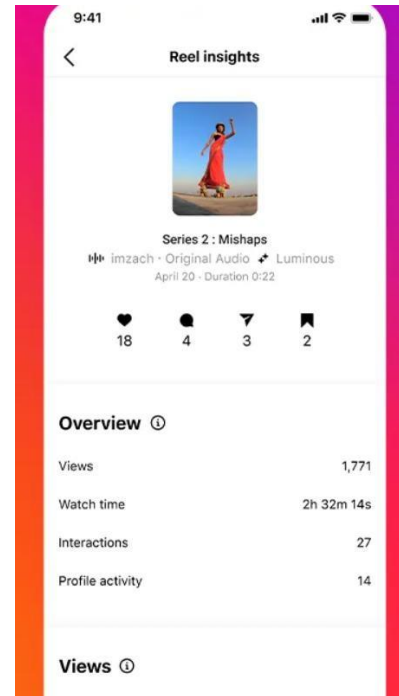 9:41
Reel insights
Series 2 : Mishaps
imzach · Original Audio Luminous
April 20 · Duration 0:22
18 4 3 2
Overview
Views 1,771
Watch time 2h 32m 14s
Interactions 27
Profile activity 14
Views